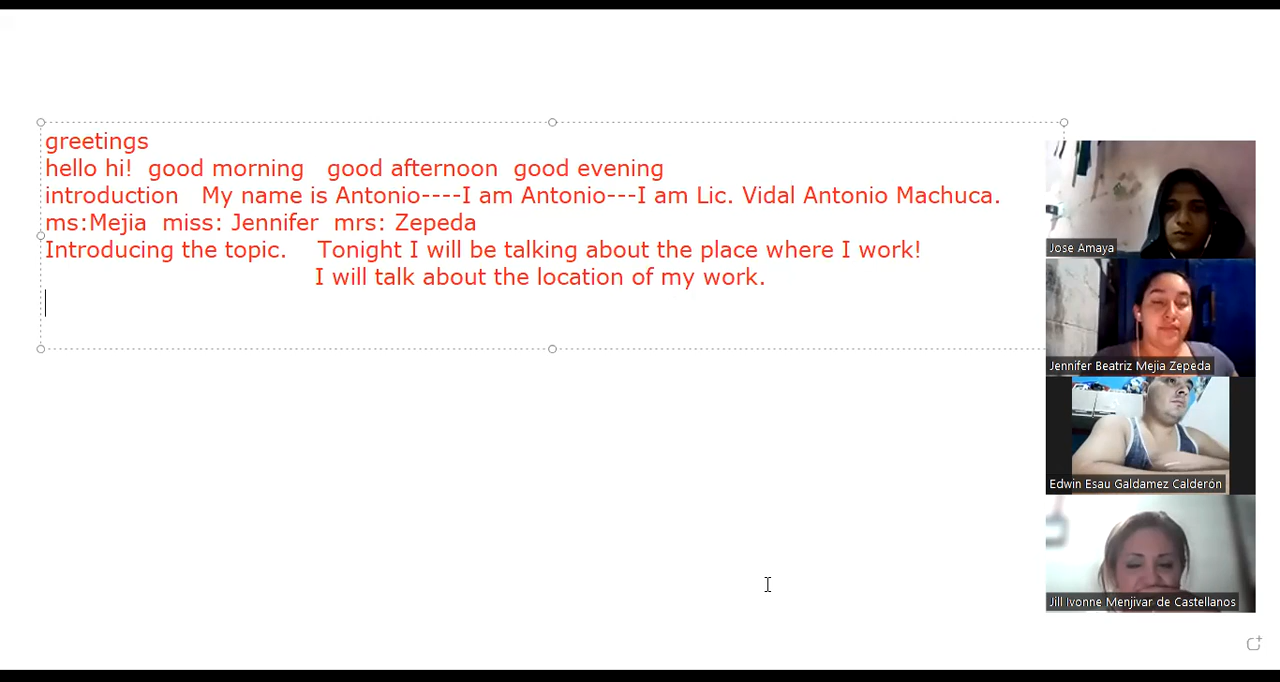 greetings
hello hi!  good morning   good afternoon  good evening
introduction   My name is Antonio----I am Antonio---I am Lic. Vidal Antonio Machuca.
ms:Mejia  miss: Jennifer  mrs: Zepeda
Introducing the topic.    Tonight I will be talking about the place where I work!
I will talk about the location of my work.
Jose Amaya
Jennifer Beatriz Mejia Zepeda
Edwin Esau Galdamez Calderón
Jill Ivonne Menjivar de Castellanos